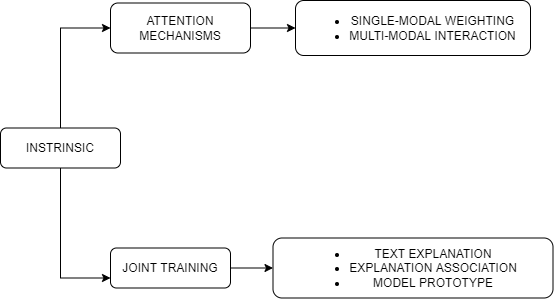 ATTENTION
MECHANISMS
• SINGLE-MODAL WEIGHTING
• MULTI-MODAL INTERACTION
INSTRINSIC
JOINT TRAINING
• TEXT EXPLANATION
• EXPLANATION ASSOCIATION
• MODEL PROTOTYPE